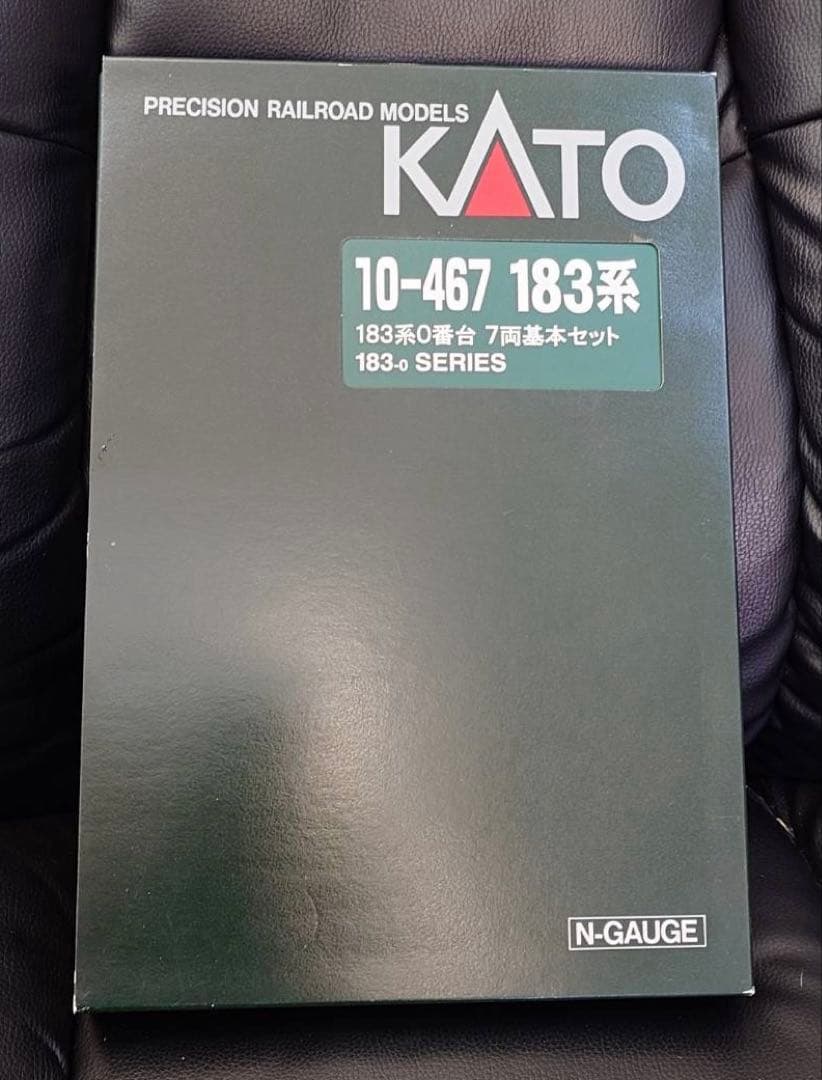 PRECISION RAILROAD MODELS
KATO
10-467 183系
183系0番台 7両基本セット
183-0 SERIES
N-GAUGE